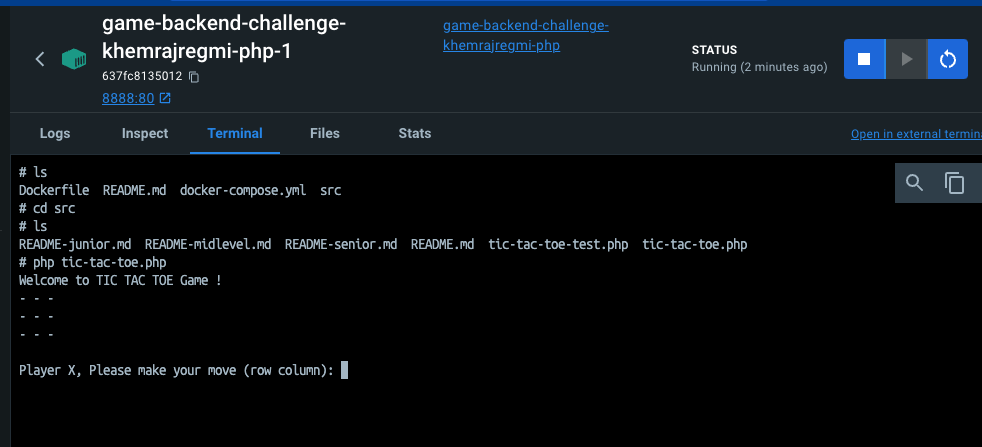 game-backend-challenge-
khemrajregmi-php-1
637fc8135012
8888:80
game-backend-challenge-
khemrajregmi-php
STATUS
Running (2 minutes ago)
Logs Inspect Terminal Files Stats
Open in external termina
# ls
Dockerfile  README.md  docker-compose.yml  src
# cd src
# ls
README-junior.md  README-midlevel.md  README-senior.md  README.md  tic-tac-toe-test.php  tic-tac-toe.php
# php tic-tac-toe.php
Welcome to TIC TAC TOE Game !
- - -
- - -
- - -
Player X, Please make your move (row column):